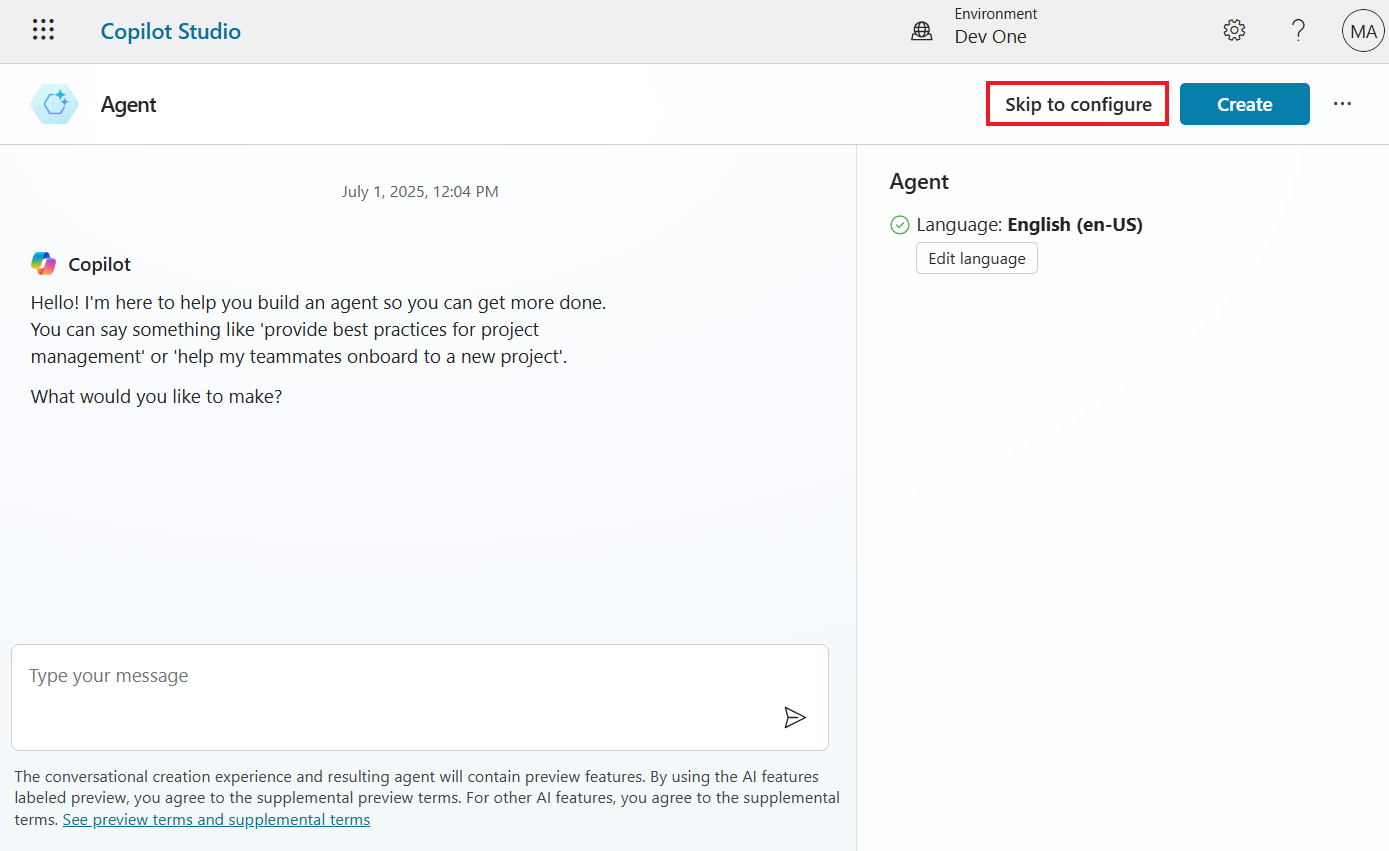 Copilot Studio
Environment
Dev One
?
MA
Agent
Skip to configure
Create
...
July 1, 2025, 12:04 PM
Copilot
Hello! I'm here to help you build an agent so you can get more done.
You can say something like 'provide best practices for project
management' or 'help my teammates onboard to a new project'.
What would you like to make?
Type your message
The conversational creation experience and resulting agent will contain preview features. By using the AI features
labeled preview, you agree to the supplemental preview terms. For other AI features, you agree to the supplemental
terms. See preview terms and supplemental terms
Agent
Language: English (en-US)
Edit language